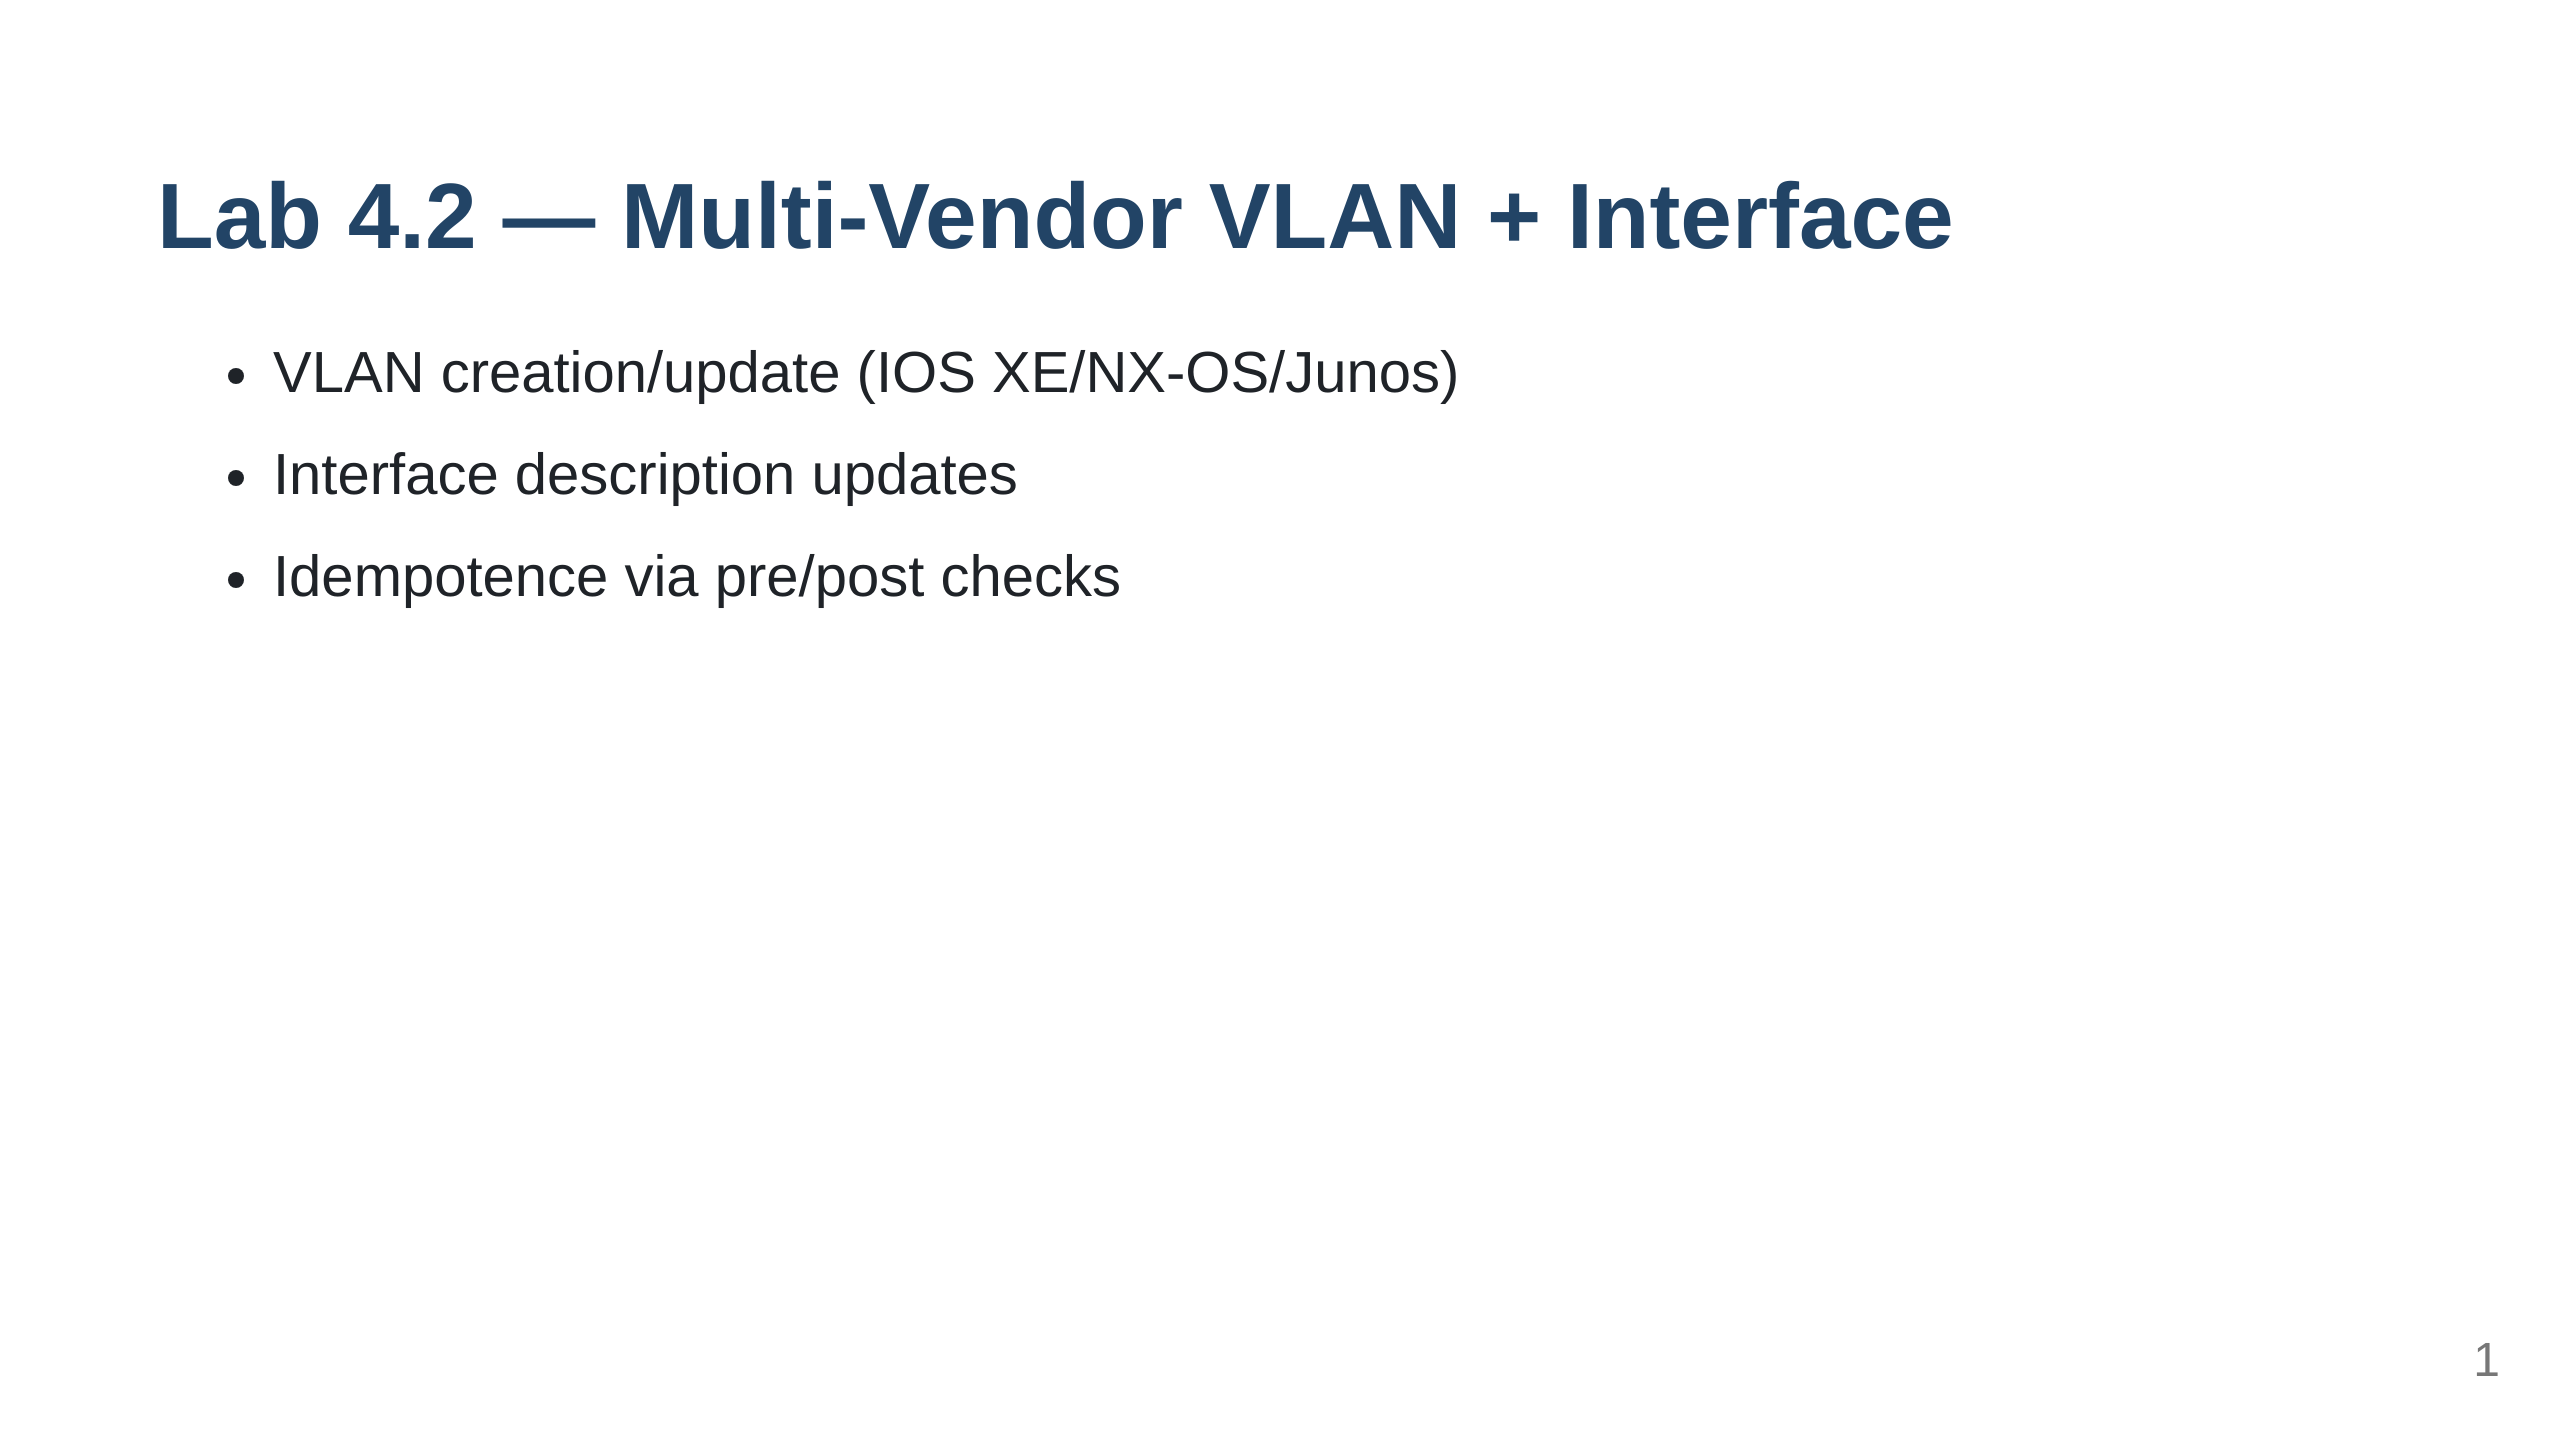 Lab 4.2 — Multi-Vendor VLAN + Interface
• VLAN creation/update (IOS XE/NX-OS/Junos)
• Interface description updates
• Idempotence via pre/post checks
1